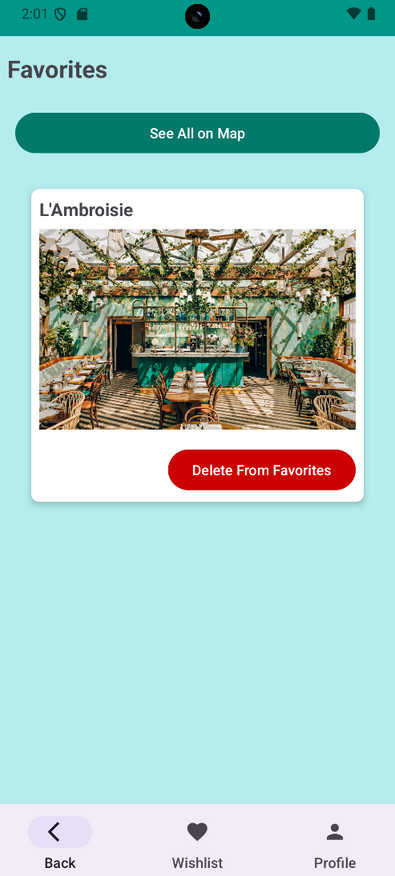 2:01
Favorites
See All on Map
L'Ambroisie
Delete From Favorites
Back
Wishlist
Profile